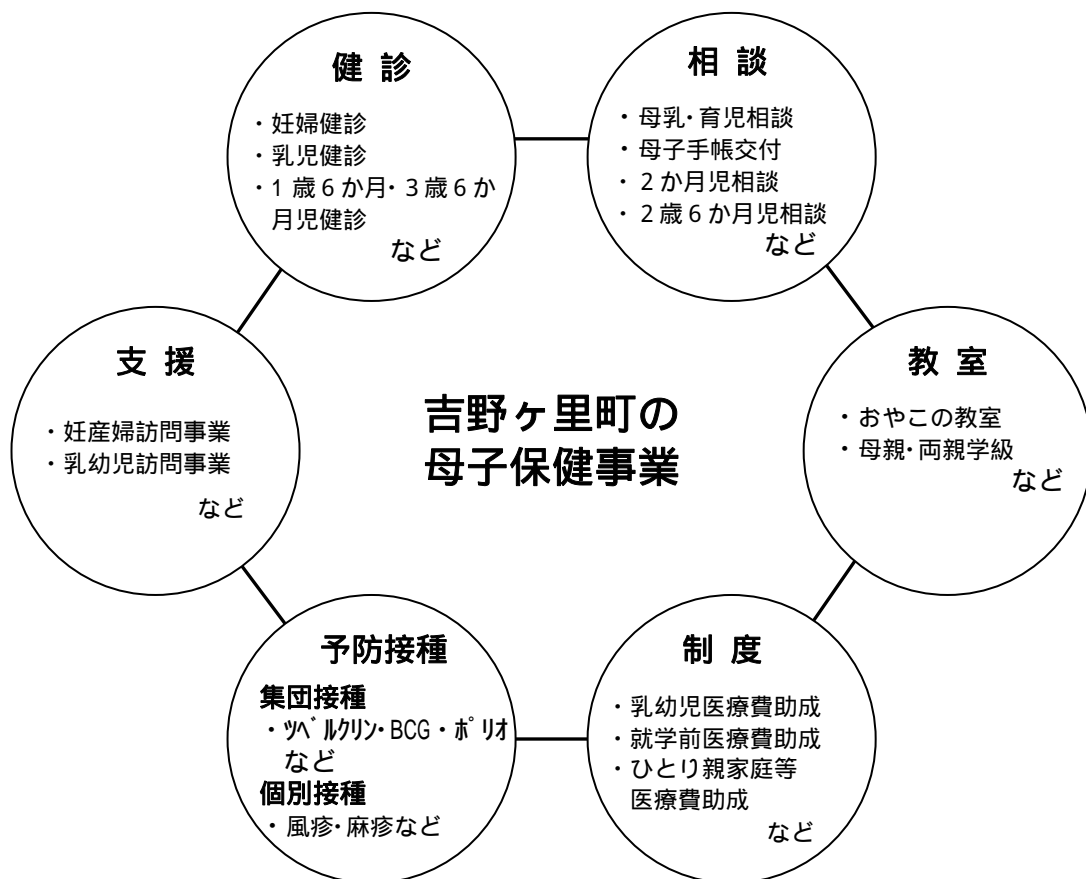 健 診
・妊婦健診
・乳児健診
・1歳6か月・3歳6か
月児健診
など
相 談
・母乳・育児相談
・母子手帳交付
・2か月児相談
・2歳6か月児相談
など
支 援
・妊産婦訪問事業
・乳幼児訪問事業
など
吉野ヶ里町の
母子保健事業
教 室
・おやこの教室
・母親・両親学級
など
予防接種
集団接種
・ツベルクリン・BCG・ポリオ
など
個別接種
・風疹・麻疹など
制 度
・乳幼児医療費助成
・就学前医療費助成
・ひとり親家庭等
医療費助成
など